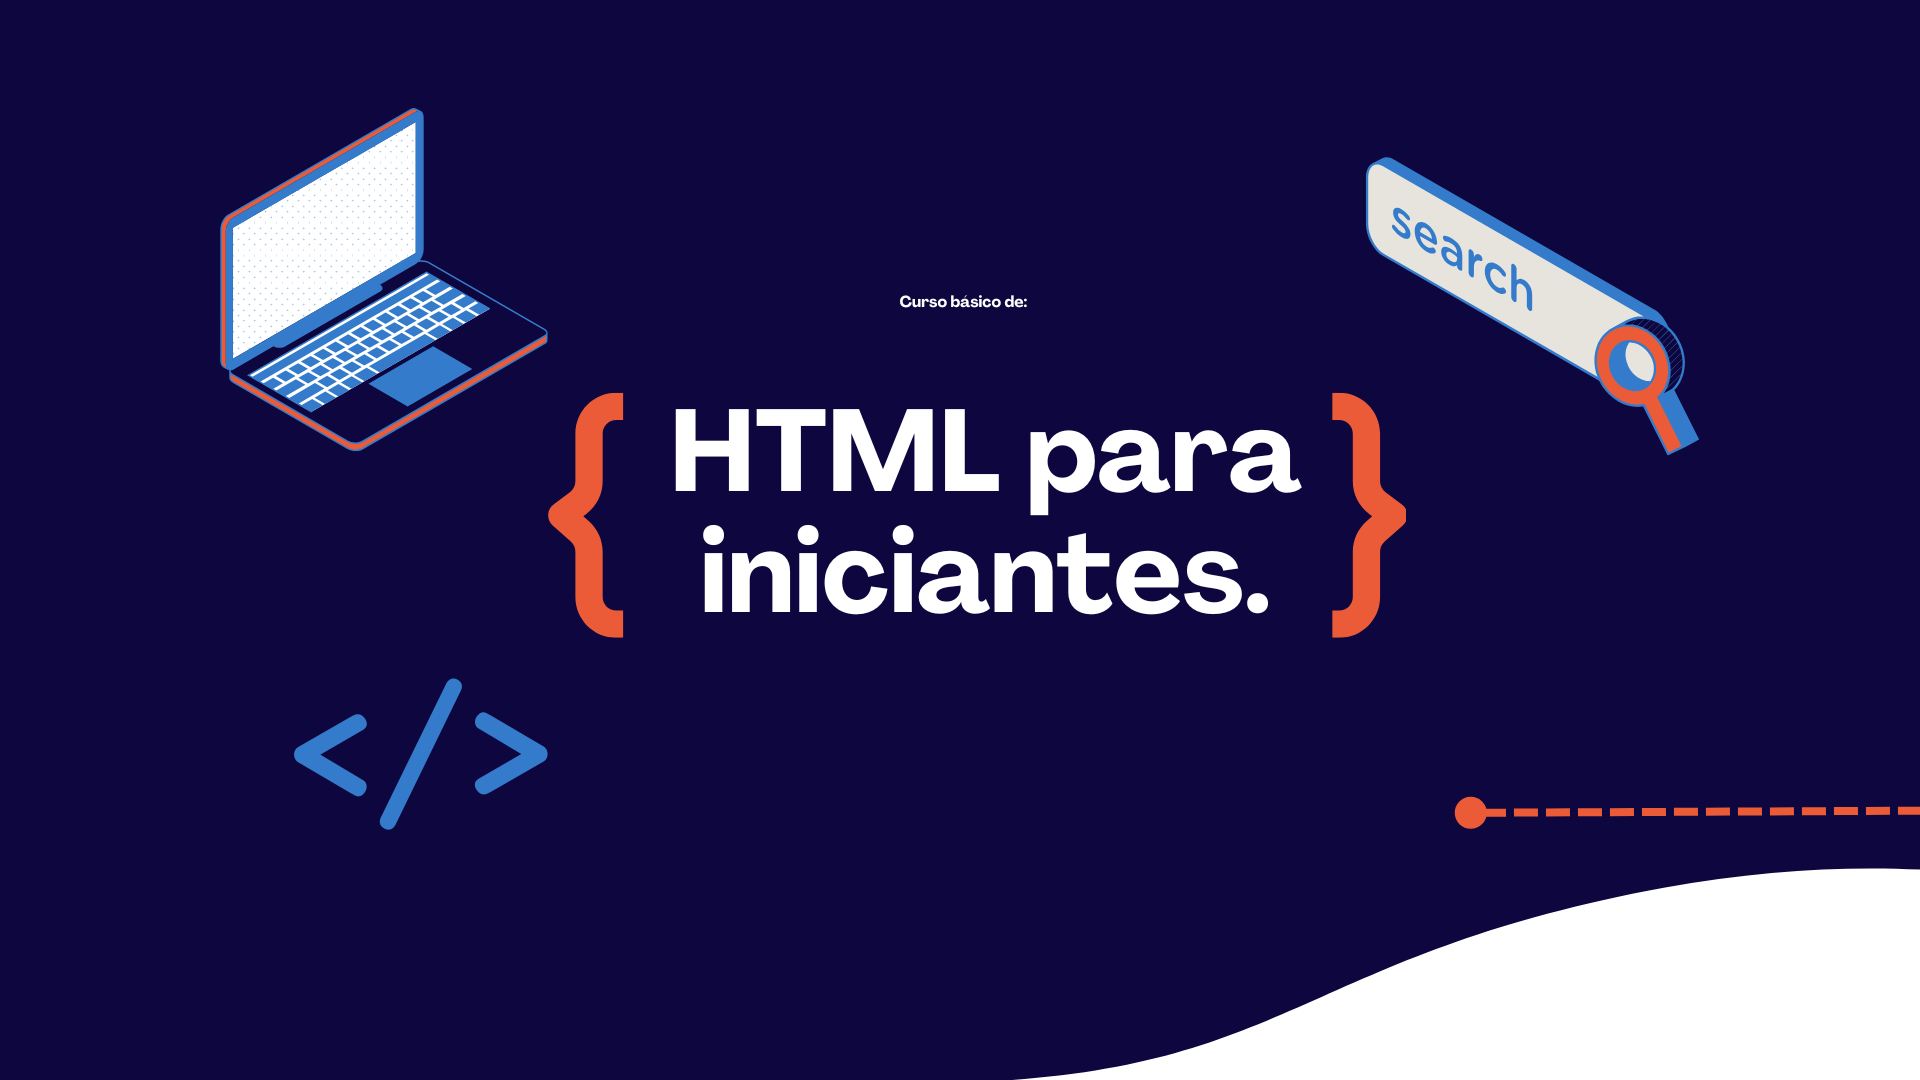 Curso básico de:
search
{ HTML para
iniciantes. }
</>